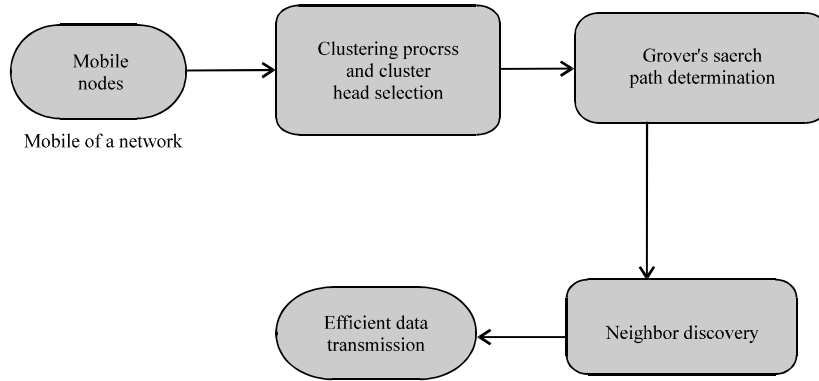 Mobile
nodes
Mobile of a network
Clustering procrss
and cluster
head selection
Grover's saerch
path determination
Neighbor discovery
Efficient data
transmission